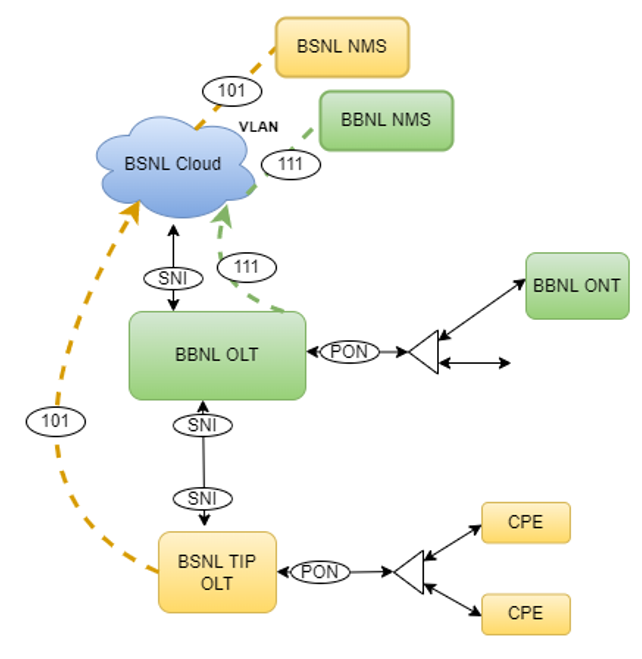 BSNL NMS
101
VLAN
BBNL NMS
BSNL Cloud
111
SNI
111
BBNL ONT
BBNL OLT
PON
101
SNI
SNI
CPE
BSNL TIP
OLT
PON
CPE